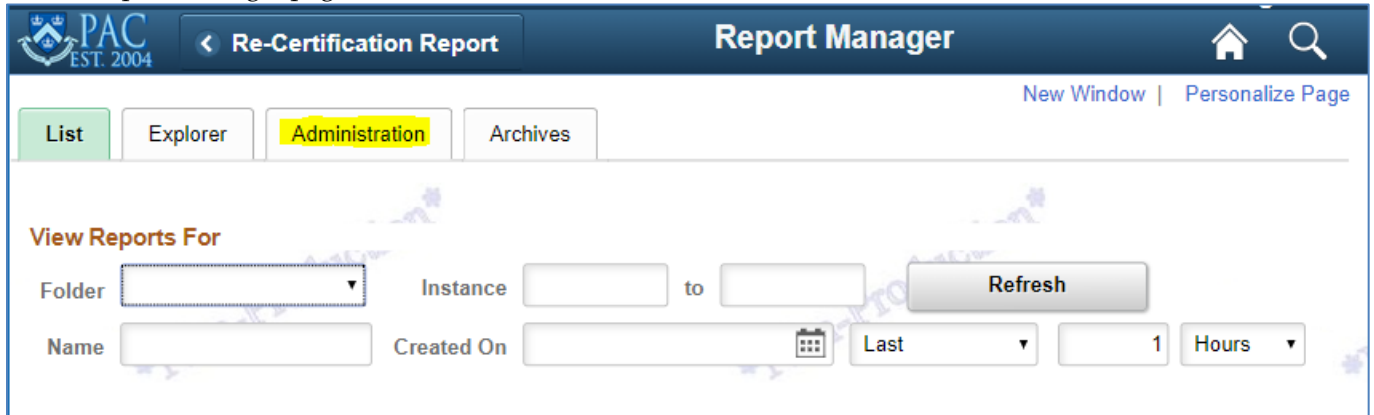 PAC
EST. 2004
Re-Certification Report
Report Manager
New Window | Personalize Page
List Explorer Administration Archives
View Reports For
Folder Instance to Refresh
Name Created On Last 1 Hours